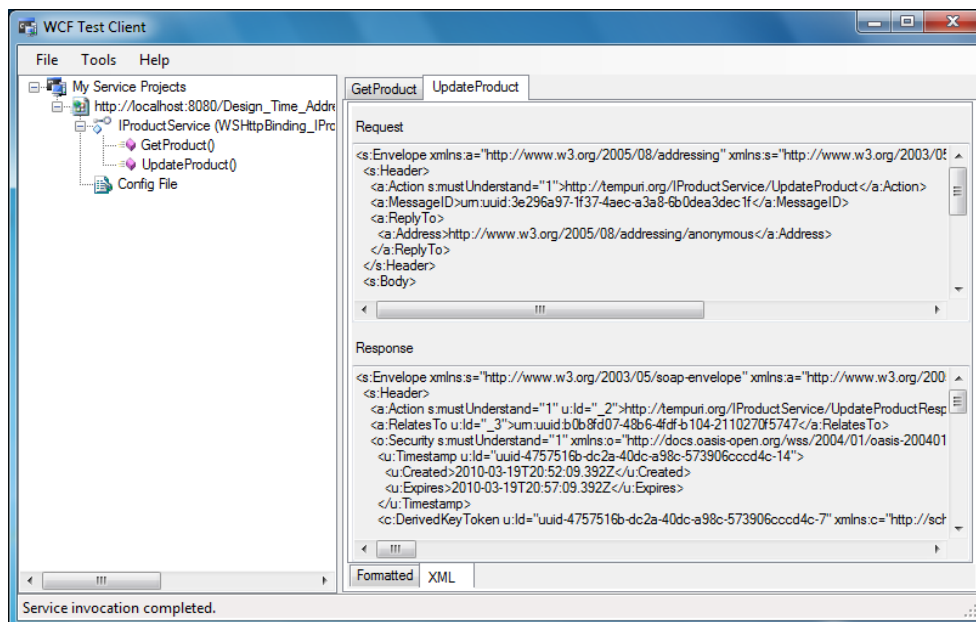 WCF Test Client
File Tools Help
My Service Projects
http://localhost:8080/Design_Time_Addre
IProductService (WSHttpBinding_IPro
GetProduct()
UpdateProduct()
Config File
GetProduct UpdateProduct
Request
<s:Envelope xmlns:a="http://www.w3.org/2005/08/addressing" xmlns:s="http://www.w3.org/2003/05
<s:Header>
<a:Action s:mustUnderstand="1">http://tempuri.org/IProductService/UpdateProduct</a:Action>
<a:MessageID>urn:uuid:3e296a97-1f37-4aec-a3a8-6b0dea3dec1f</a:MessageID>
<a:ReplyTo>
<a:Address>http://www.w3.org/2005/08/addressing/anonymous</a:Address>
</a:ReplyTo>
</s:Header>
<s:Body>
Response
<s:Envelope xmlns:s="http://www.w3.org/2003/05/soap-envelope" xmlns:a="http://www.w3.org/200
<s:Header>
<a:Action s:mustUnderstand="1" u:Id="_2">http://tempuri.org/IProductService/UpdateProductResp
<a:RelatesTo u:Id="_3">urn:uuid:b0b8fd07-48b6-4fdf-b104-2110270f5747</a:RelatesTo>
<o:Security s:mustUnderstand="1" xmlns:o="http://docs.oasis-open.org/wss/2004/01/oasis-200401
<u:Timestamp u:Id="uuid-4757516b-dc2a-40dc-a98c-573906cccd4c-14">
<u:Created>2010-03-19T20:52:09.392Z</u:Created>
<u:Expires>2010-03-19T20:57:09.392Z</u:Expires>
</u:Timestamp>
<c:DerivedKeyToken u:Id="uuid-4757516b-dc2a-40dc-a98c-573906cccd4c-7" xmlns:c="http://sch
Formatted XML
Service invocation completed.